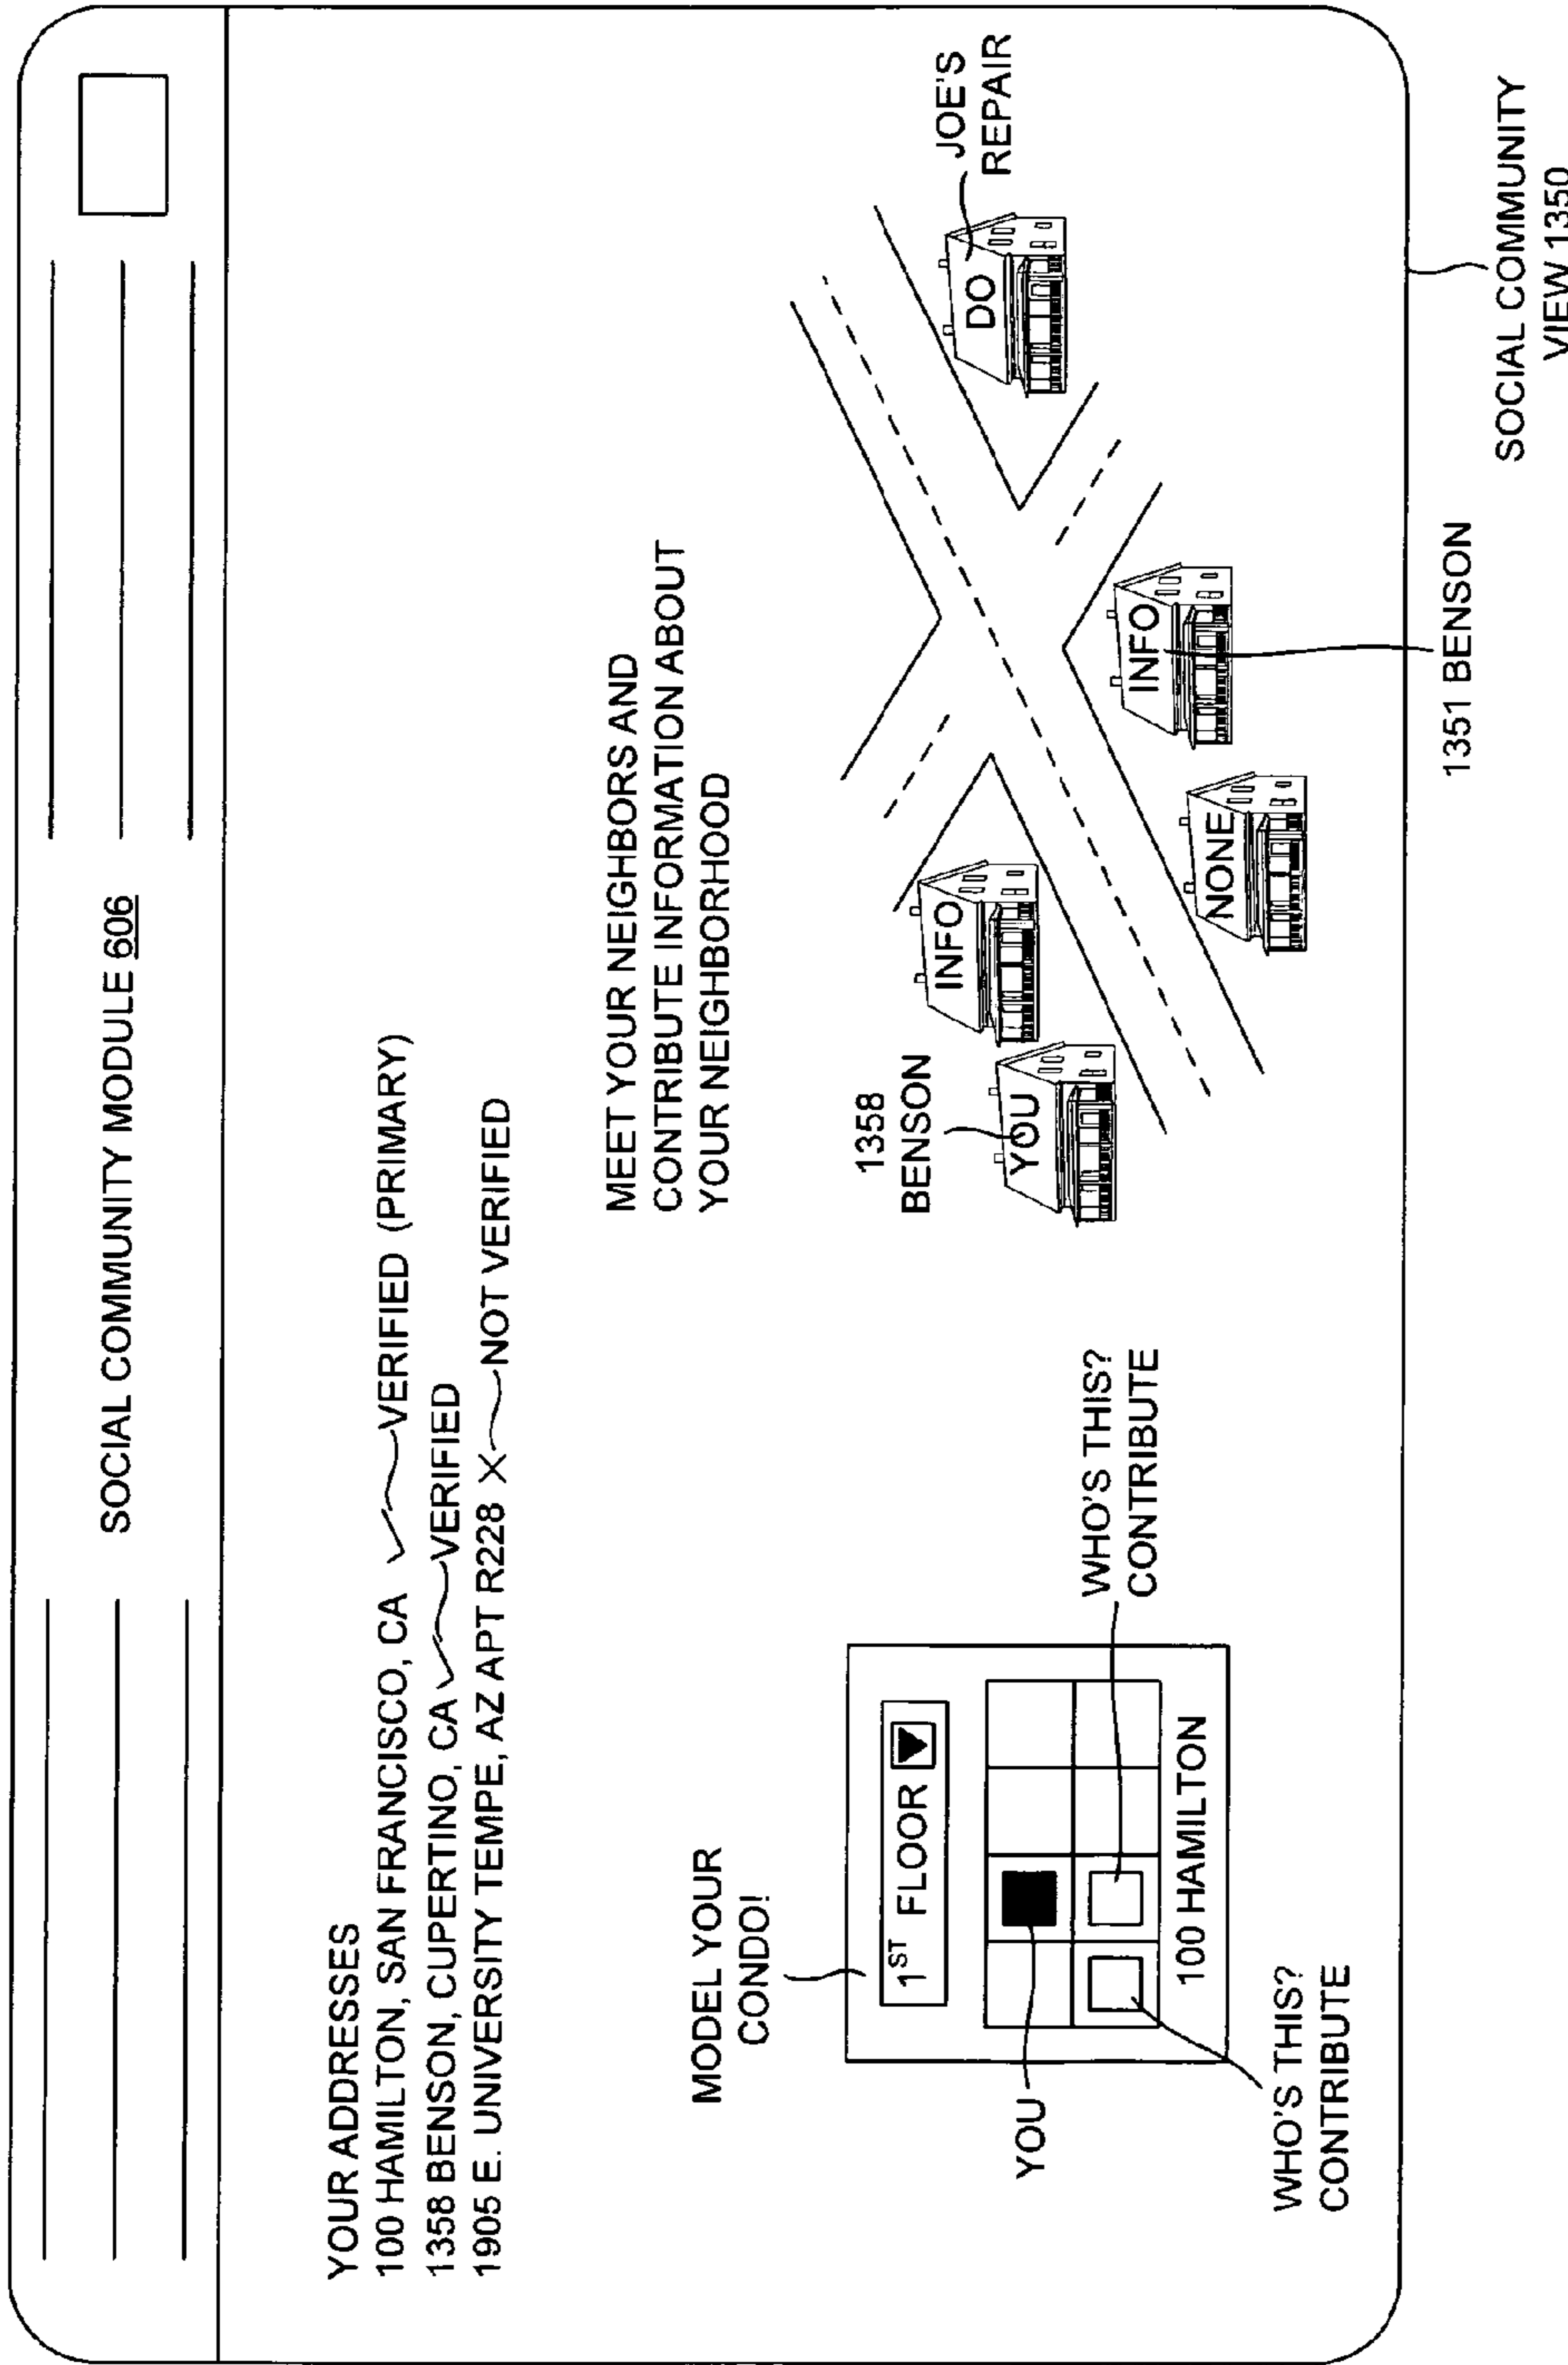 SOCIAL COMMUNITY MODULE 606
YOUR ADDRESSES
100 HAMILTON, SAN FRANCISCO, CA ✓ VERIFIED (PRIMARY)
1358 BENSON, CUPERTINO, CA ✓ VERIFIED
1905 E. UNIVERSITY TEMPE, AZ APT R228 X NOT VERIFIED
MODEL YOUR
CONDO!
1ST FLOOR
YOU
100 HAMILTON
WHO'S THIS?
CONTRIBUTE
WHO'S THIS?
CONTRIBUTE
MEET YOUR NEIGHBORS AND
CONTRIBUTE INFORMATION ABOUT
YOUR NEIGHBORHOOD
1358
BENSON
YOU
INFO
NONE
INFO
1351 BENSON
DO
JOE'S
REPAIR
SOCIAL COMMUNITY
VIEW 1350